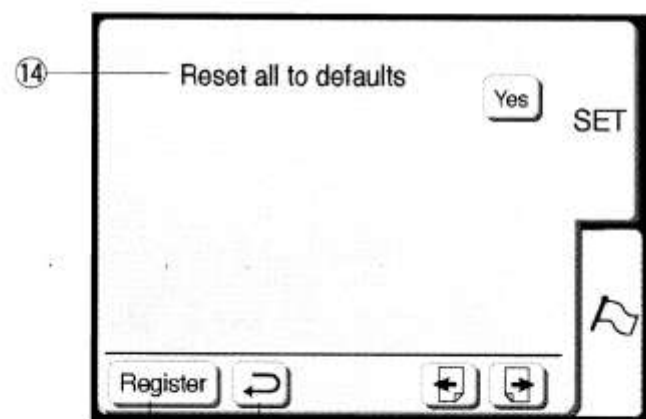 ⑭ Reset all to defaults
Yes
SET
Register